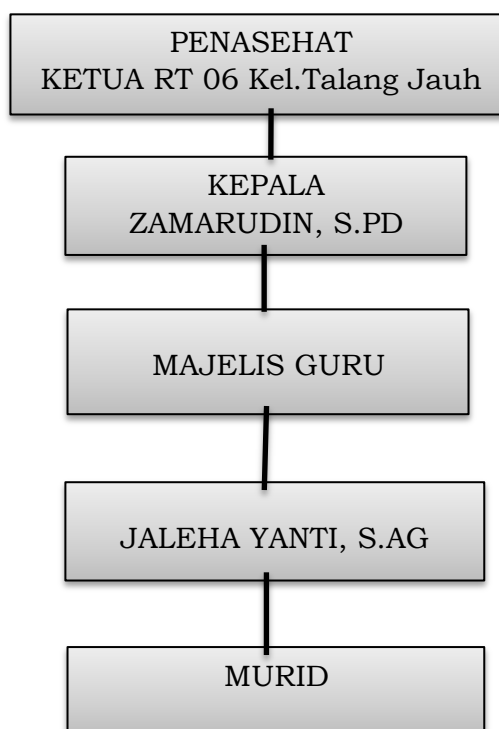 PENASEHAT
KETUA RT 06 Kel.Talang Jauh
KEPALA
ZAMARUDIN, S.PD
MAJELIS GURU
JALEHA YANTI, S.AG
MURID